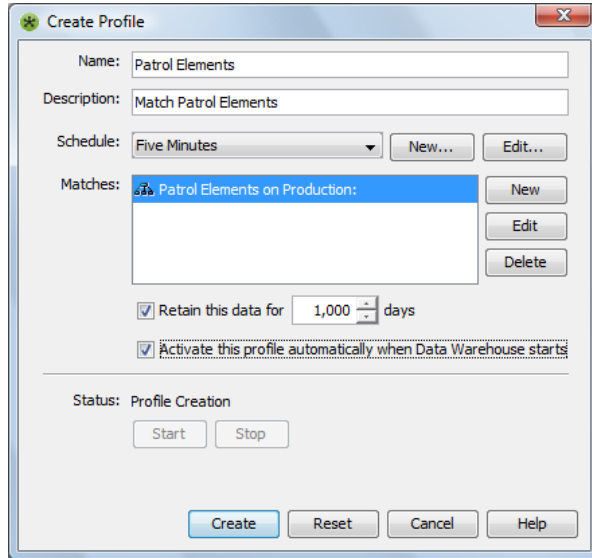 Create Profile
Name: Patrol Elements
Description: Match Patrol Elements
Schedule: Five Minutes New... Edit...
Matches: Patrol Elements on Production: New
Edit
Delete
Retain this data for 1,000 days
Activate this profile automatically when Data Warehouse starts
Status: Profile Creation
Start Stop
Create Reset Cancel Help